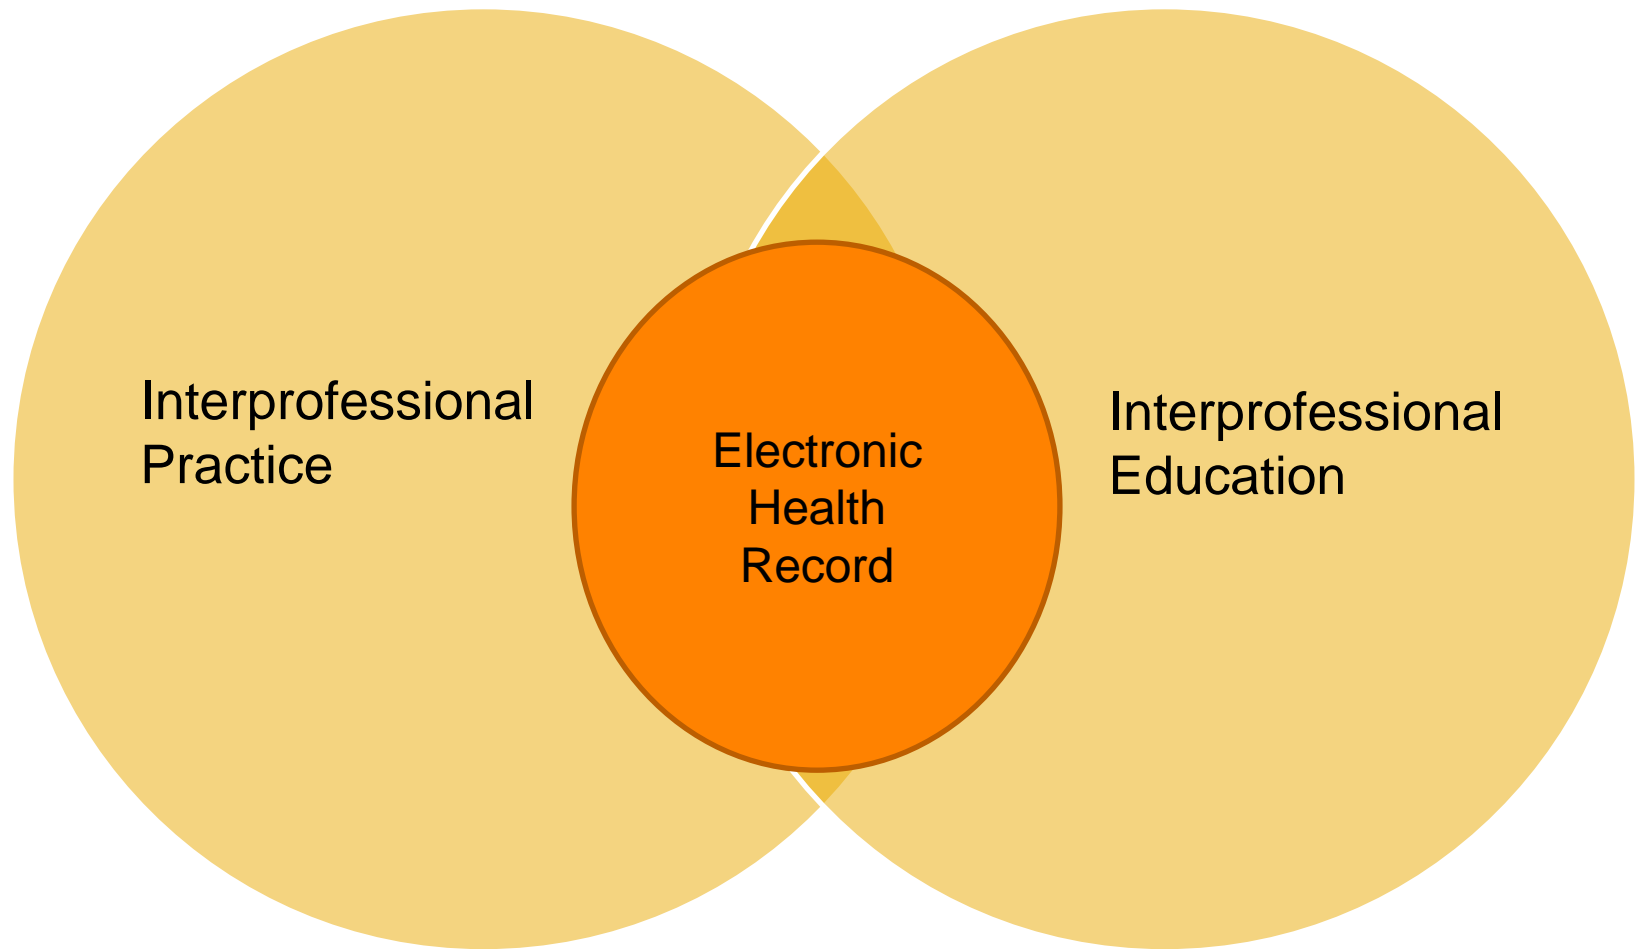 Interprofessional
Practice
Electronic
Health
Record
Interprofessional
Education